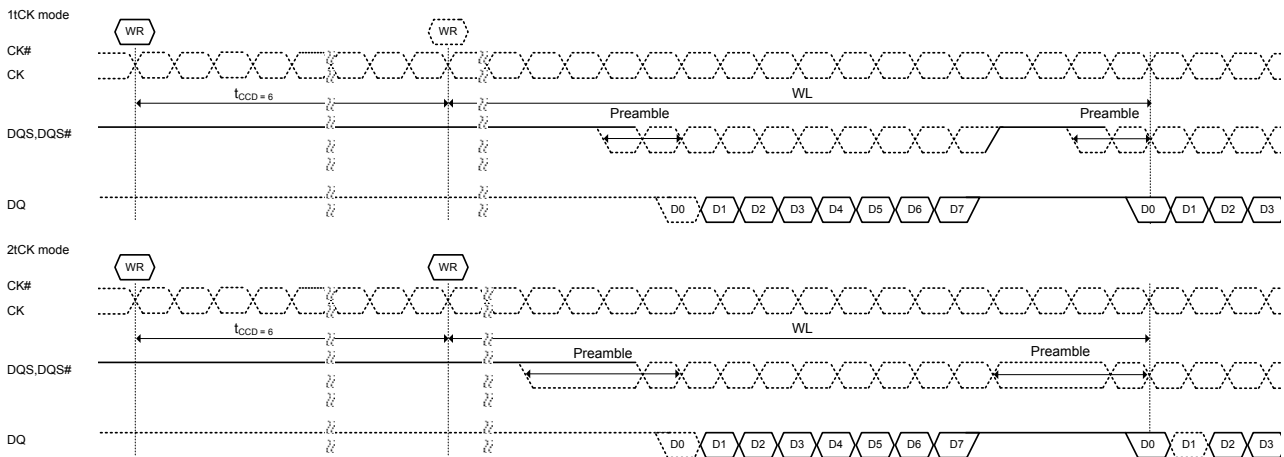 1tCK mode
WR WR
CK#
CK
tCCD = 6 WL
Preamble Preamble
DQS,DQS#
DQ D0 D1 D2 D3 D4 D5 D6 D7 D0 D1 D2 D3
2tCK mode
WR WR
CK#
CK
tCCD = 6 WL
Preamble Preamble
DQS,DQS#
DQ D0 D1 D2 D3 D4 D5 D6 D7 D0 D1 D2 D3